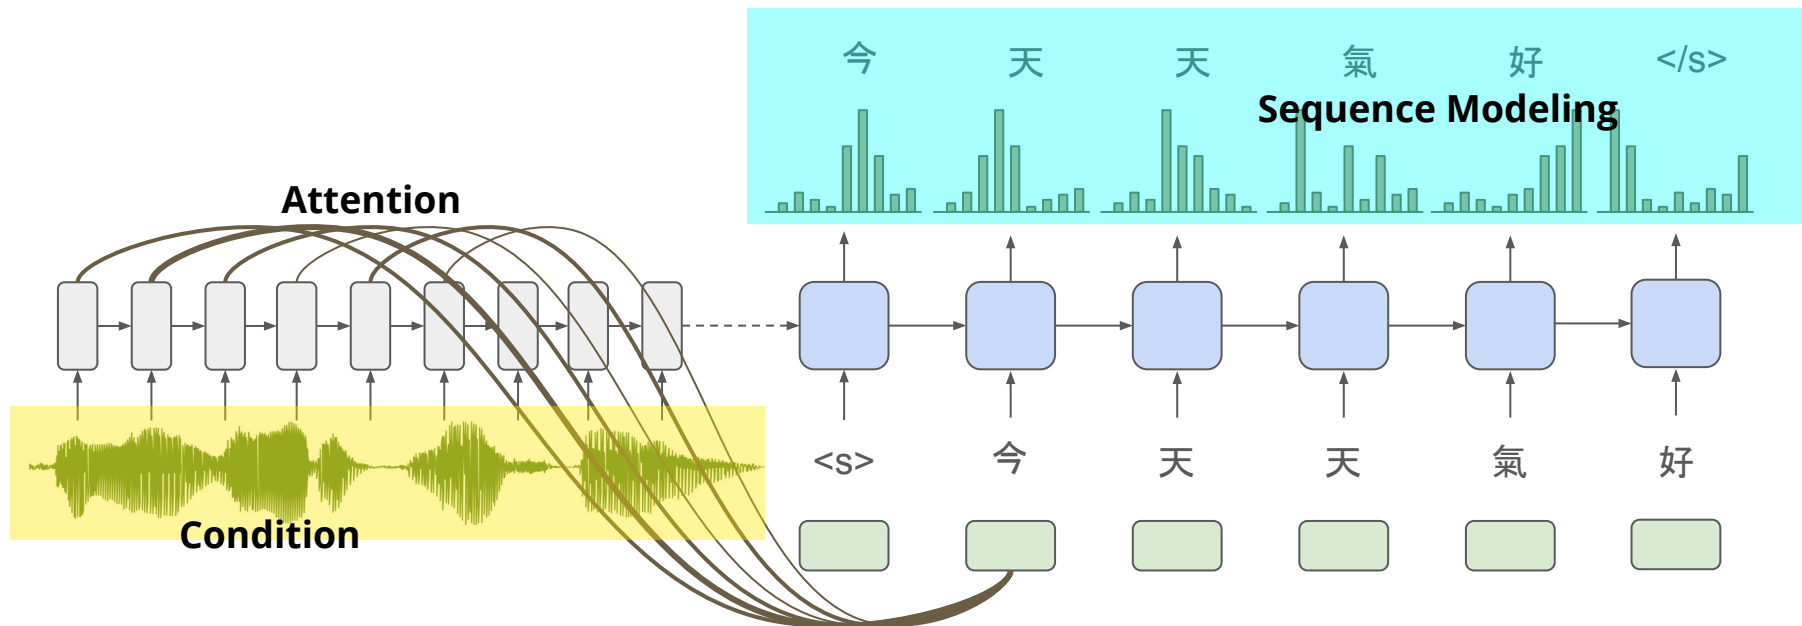 今 天 天 氣 好 </s>
Sequence Modeling
Attention
<s> 今 天 天 氣 好
Condition